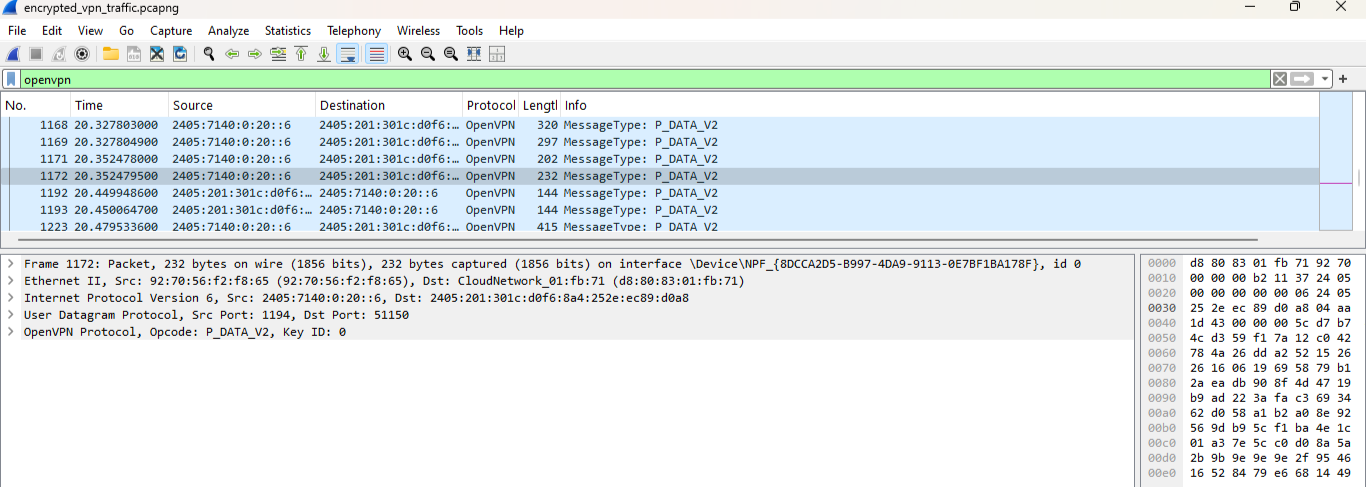 encrypted_vpn_traffic.pcapng
File Edit View Go Capture Analyze Statistics Telephony Wireless Tools Help
openvpn
No. Time Source Destination Protocol Lengtl Info
1168 20.327803000 2405:7140:0:20::6 2405:201:301c:d0f6:… OpenVPN 320 MessageType: P_DATA_V2
1169 20.327804900 2405:7140:0:20::6 2405:201:301c:d0f6:… OpenVPN 297 MessageType: P_DATA_V2
1171 20.352478000 2405:7140:0:20::6 2405:201:301c:d0f6:… OpenVPN 202 MessageType: P_DATA_V2
1172 20.352479500 2405:7140:0:20::6 2405:201:301c:d0f6:… OpenVPN 232 MessageType: P_DATA_V2
1192 20.449948600 2405:201:301c:d0f6:… 2405:7140:0:20::6 OpenVPN 144 MessageType: P_DATA_V2
1193 20.450064700 2405:201:301c:d0f6:… 2405:7140:0:20::6 OpenVPN 144 MessageType: P_DATA_V2
1223 20.479533600 2405:7140:0:20::6 2405:201:301c:d0f6:… OpenVPN 415 MessageType: P_DATA_V2
Frame 1172: Packet, 232 bytes on wire (1856 bits), 232 bytes captured (1856 bits) on interface \Device\NPF_{8DCCA2D5-B997-4DA9-9113-0E7BF1BA178F}, id 0
Ethernet II, Src: 92:70:56:f2:f8:65 (92:70:56:f2:f8:65), Dst: CloudNetwork_01:fb:71 (d8:80:83:01:fb:71)
Internet Protocol Version 6, Src: 2405:7140:0:20::6, Dst: 2405:201:301c:d0f6:8a4:252e:ec89:d0a8
User Datagram Protocol, Src Port: 1194, Dst Port: 51150
OpenVPN Protocol, Opcode: P_DATA_V2, Key ID: 0
0000 d8 80 83 01 fb 71 92 70
0010 00 00 00 b2 11 37 24 05
0020 00 00 00 00 00 06 24 05
0030 25 2e ec 89 d0 a8 04 aa
0040 1d 43 00 00 00 5c d7 b7
0050 4c d3 59 f1 7a 12 c0 42
0060 78 4a 26 dd a2 52 15 26
0070 26 16 06 19 69 58 79 b1
0080 2a ea db 90 8f 4d 47 19
0090 b9 ad 22 3a fa c3 69 34
00a0 62 d0 58 a1 b2 a0 8e 92
00b0 56 9d b9 5c f1 ba 4e 1c
00c0 01 a3 7e 5c c0 d0 8a 5a
00d0 2b 9b 9e 9e 9e 2f 95 46
00e0 16 52 84 79 e6 68 14 49